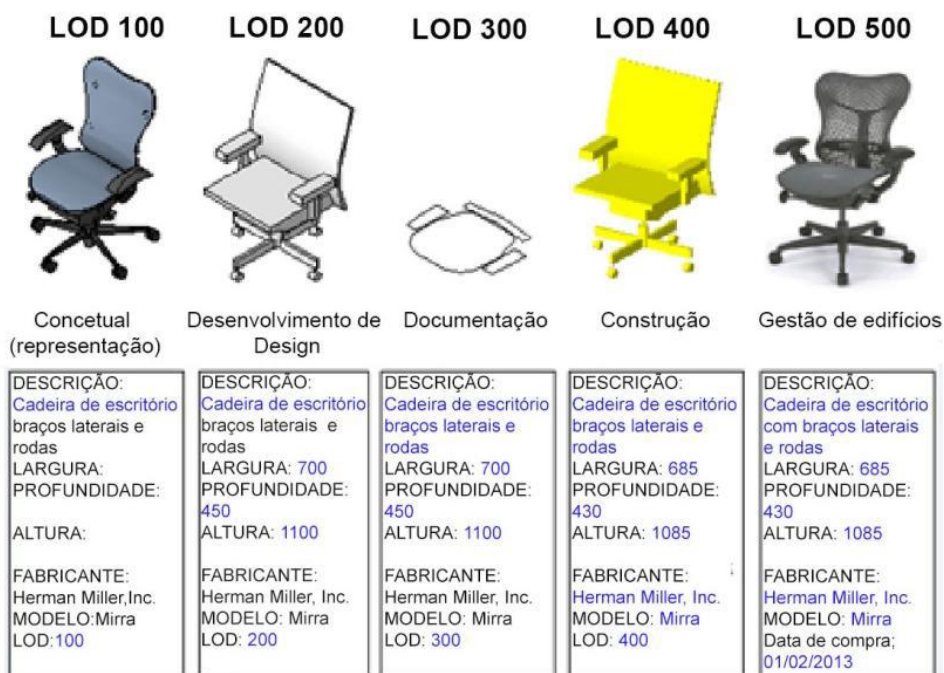 LOD 100
LOD 200
LOD 300
LOD 400
LOD 500
Concetual
(representação)
Desenvolvimento de
Design
Documentação
Construção
Gestão de edifícios
DESCRIÇÃO:
Cadeira de escritório
braços laterais e
rodas
LARGURA:
PROFUNDIDADE:
ALTURA:
FABRICANTE:
Herman Miller,Inc.
MODELO:Mirra
LOD:100
DESCRIÇÃO:
Cadeira de escritório
braços laterais e
rodas
LARGURA: 700
PROFUNDIDADE:
450
ALTURA: 1100
FABRICANTE:
Herman Miller, Inc.
MODELO: Mirra
LOD: 200
DESCRIÇÃO:
Cadeira de escritório
braços laterais e
rodas
LARGURA: 700
PROFUNDIDADE:
450
ALTURA: 1100
FABRICANTE:
Herman Miller, Inc.
MODELO: Mirra
LOD: 300
DESCRIÇÃO:
Cadeira de escritório
braços laterais e
rodas
LARGURA: 685
PROFUNDIDADE:
430
ALTURA: 1085
FABRICANTE:
Herman Miller, Inc.
MODELO: Mirra
LOD: 400
DESCRIÇÃO:
Cadeira de escritório
com braços laterais
e rodas
LARGURA: 685
PROFUNDIDADE:
430
ALTURA: 1085
FABRICANTE:
Herman Miller, Inc.
MODELO: Mirra
Data de compra;
01/02/2013